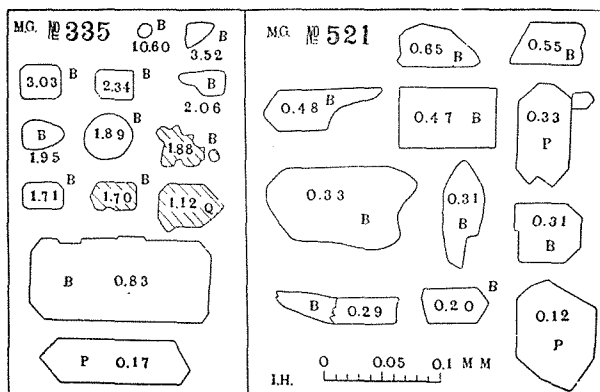 M.G. № 335
B
10.60
B
3.52
3.03 B
2.34 B
B
2.06
B
1.95
1.89 B
1.88 B
1.71 B
1.70 B
1.12 Q
B 0.83
P 0.17
M.G. № 521
0.65 B
0.55 B
0.48 B
0.47 B
0.33
P
0.33
B
0.31
B
0.31
B
B 0.29
0.20 B
0.12
P
I.H.
0 0.05 0.1 MM